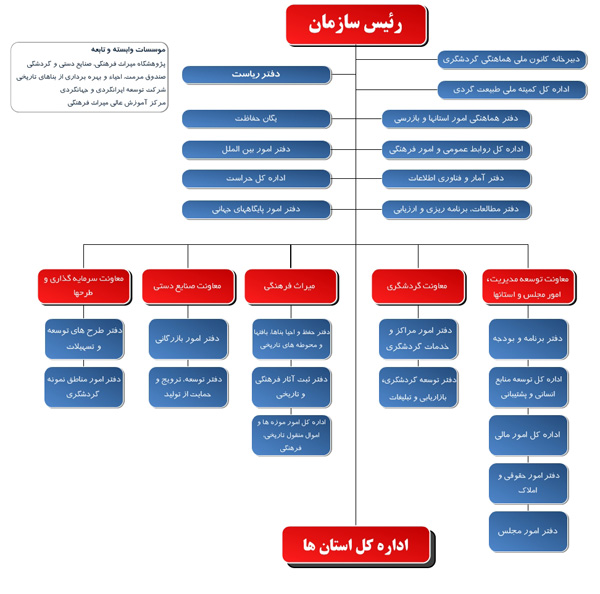 رئیس سازمان
موسسات وابسته و تابعه
پژوهشگاه میراث فرهنگی، صنایع دستی و گردشگی
صندوق مرمت، احیاء و بهره برداری از بناهای تاریخی
شرکت توسعه ایرانگردی و جهانگردی
مرکز آموزش عالی میراث فرهنگی
دبیرخانه کانون ملی هماهنگی گردشگری
دفتر ریاست
اداره کل کمیته ملی طبیعت گردی
دفتر هماهنگی امور استانها و بازرسی
یگان حفاظت
اداره کل روابط عمومی و امور فرهنگی
دفتر امور بین الملل
دفتر آمار و فناوری اطلاعات
اداره کل حراست
دفتر مطالعات، برنامه ریزی و ارزیابی
دفتر امور پایگاههای جهانی
معاونت توسعه مدیریت،
امور مجلس و استانها
معاونت گردشگری
میراث فرهنگی
معاونت صنایع دستی
معاونت سرمایه گذاری و
طرحها
دفتر برنامه و بودجه
اداره کل توسعه منابع
انسانی و پشتیبانی
اداره کل امور مالی
دفتر امور حقوقی و
املاک
دفتر امور مجلس
دفتر امور مراکز و
خدمات گردشگری
دفتر توسعه گردشگری،
بازاریابی و تبلیغات
دفتر حفظ و احیا بناها، بافتها
و محوطه های تاریخی
دفتر ثبت آثار فرهنگی
و تاریخی
اداره کل امور موزه ها و
اموال منقول تاریخی،
فرهنگی
دفتر امور بازرگانی
دفتر توسعه، ترویج و
حمایت از تولید
دفتر طرح های توسعه
و تسهیلات
دفتر امور مناطق نمونه
گردشگری
اداره کل استان ها